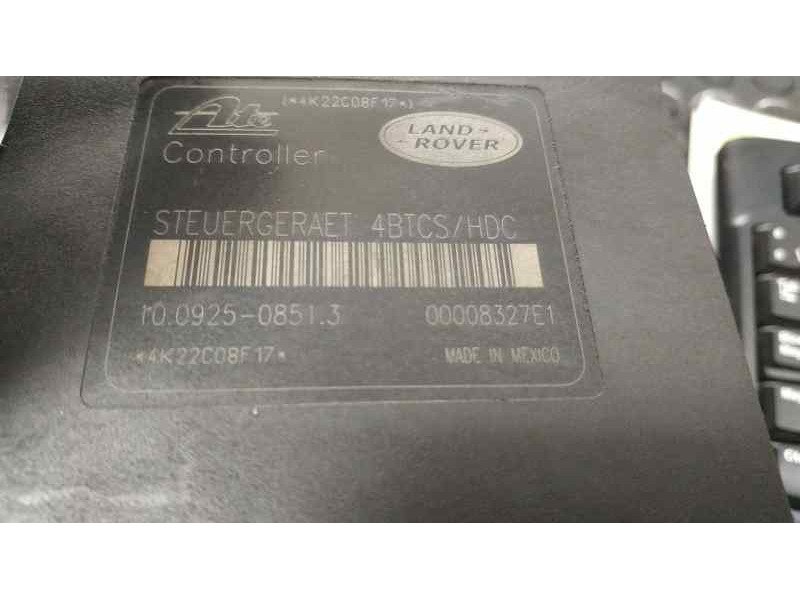 (*4K22C08F17*)
Ate
LAND
ROVER
Controller
STEUERGERAET 4BTCS/HDC
10.0925-0851.3 00008327E1
*4K22C08F17* MADE IN MEXICO